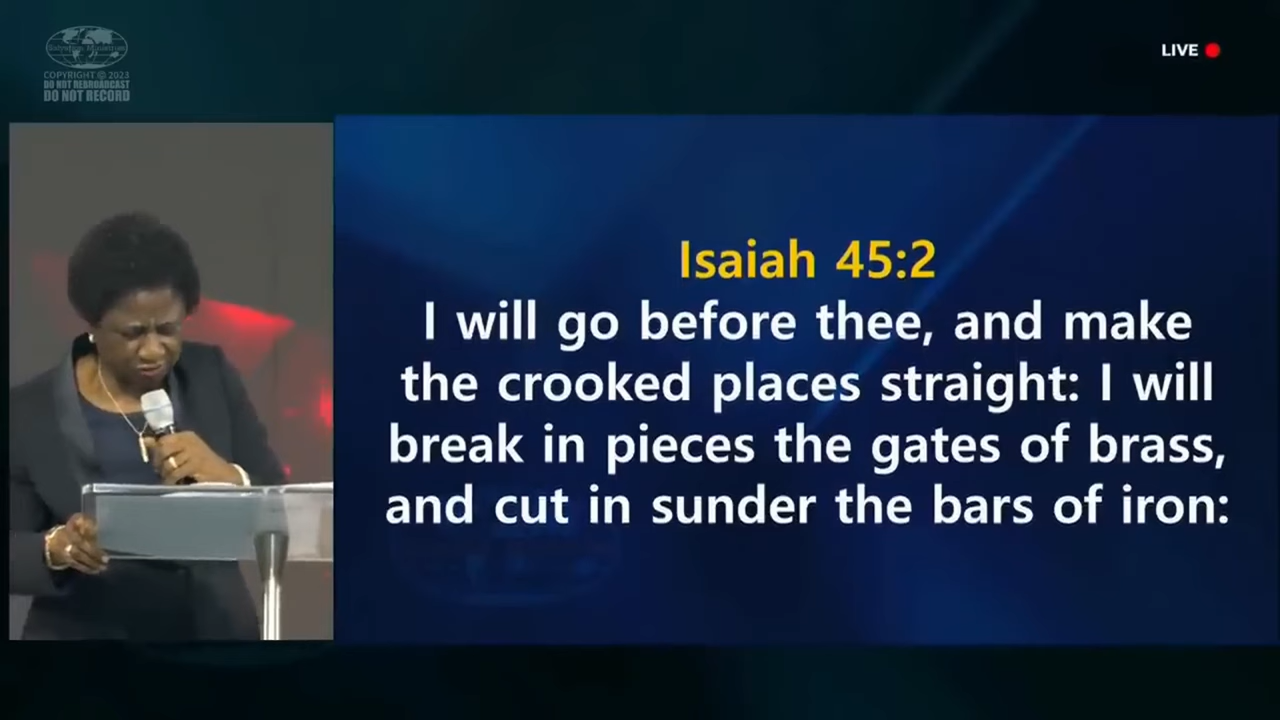 Salvation Ministries
COPYRIGHT © 2023
DO NOT REBROADCAST
DO NOT RECORD
LIVE
Isaiah 45:2
I will go before thee, and make
the crooked places straight: I will
break in pieces the gates of brass,
and cut in sunder the bars of iron: